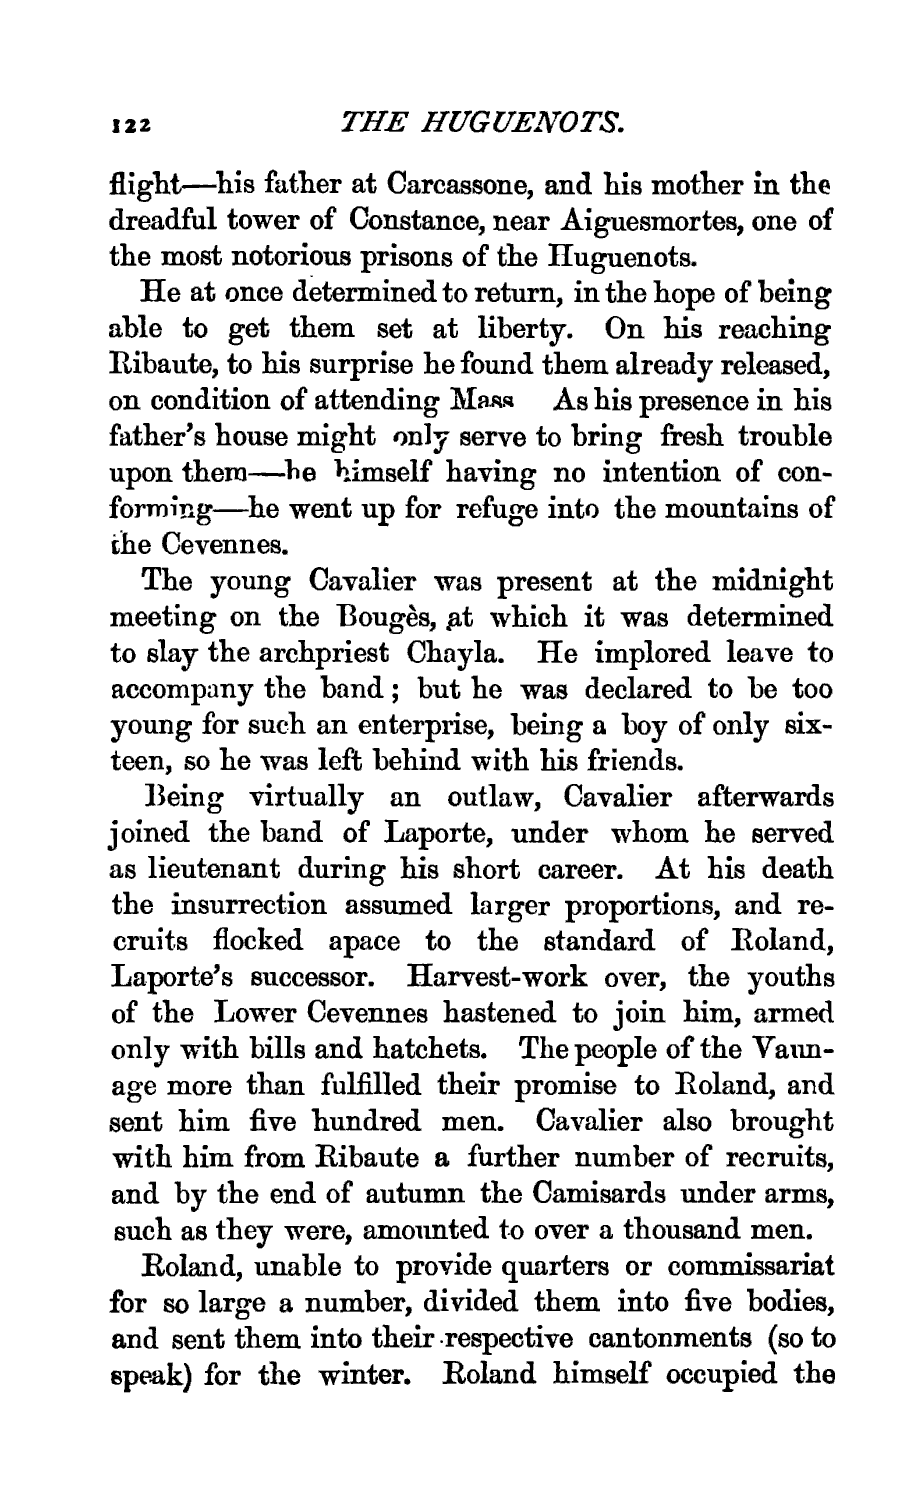 122 THE HUGUENOTS.
flight—his father at Carcassone, and his mother in the
dreadful tower of Constance, near Aiguesmortes, one of
the most notorious prisons of the Huguenots.
He at once determined to return, in the hope of being
able to get them set at liberty. On his reaching
Ribaute, to his surprise he found them already released,
on condition of attending Mass As his presence in his
father's house might only serve to bring fresh trouble
upon them—he himself having no intention of con-
forming—he went up for refuge into the mountains of
the Cevennes.
The young Cavalier was present at the midnight
meeting on the Bougès, at which it was determined
to slay the archpriest Chayla. He implored leave to
accompany the band; but he was declared to be too
young for such an enterprise, being a boy of only six-
teen, so he was left behind with his friends.
Being virtually an outlaw, Cavalier afterwards
joined the band of Laporte, under whom he served
as lieutenant during his short career. At his death
the insurrection assumed larger proportions, and re-
cruits flocked apace to the standard of Roland,
Laporte's successor. Harvest-work over, the youths
of the Lower Cevennes hastened to join him, armed
only with bills and hatchets. The people of the Vaun-
age more than fulfilled their promise to Roland, and
sent him five hundred men. Cavalier also brought
with him from Ribaute a further number of recruits,
and by the end of autumn the Camisards under arms,
such as they were, amounted to over a thousand men.
Roland, unable to provide quarters or commissariat
for so large a number, divided them into five bodies,
and sent them into their respective cantonments (so to
speak) for the winter. Roland himself occupied the